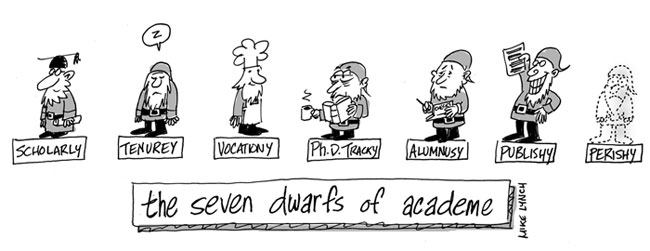 Z
SCHOLARLY
TENUREY
VOCATIONY
Ph.D. TRACKY
ALUMNUSY
PUBLISHY
PERISHY
the seven dwarfs of academe
MIKE LYNCH